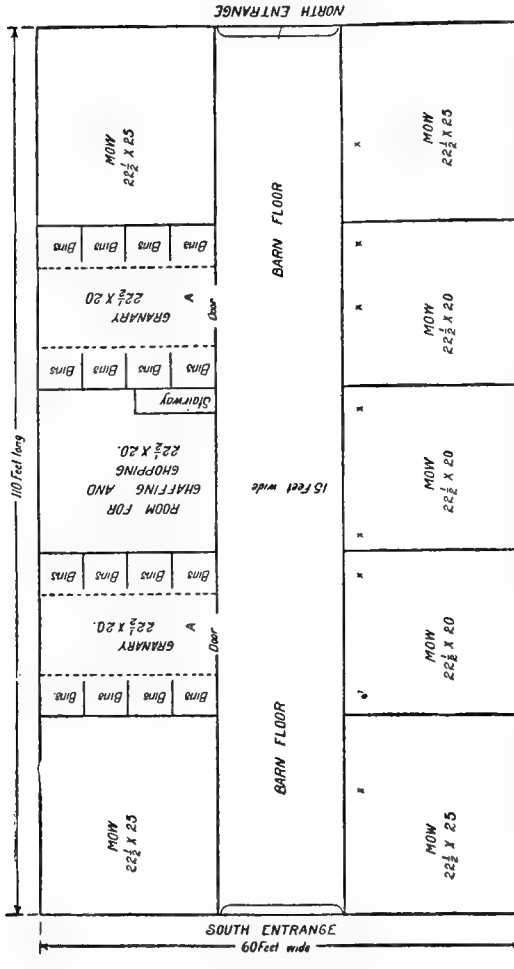 NORTH ENTRANCE
110 Feet long
MOW
22½ X 25
MOW
22½ X 25
BARN FLOOR
Bins
Bins
Bins
Bins
GRANARY
22½ X 20
A
Door
Bins
Bins
Bins
Bins
MOW
22½ X 20
Stairway
ROOM FOR
CHAFFING AND
CHOPPING
22½ X 20.
15 Feet wide
MOW
22½ X 20
Bins
Bins
Bins
Bins
GRANARY
22½ X 20.
A
Door
Bins.
Bins
Bins
Bins
MOW
22½ X 20
BARN FLOOR
MOW
22½ X 25
MOW
22½ X 25
SOUTH ENTRANCE
60 Feet wide